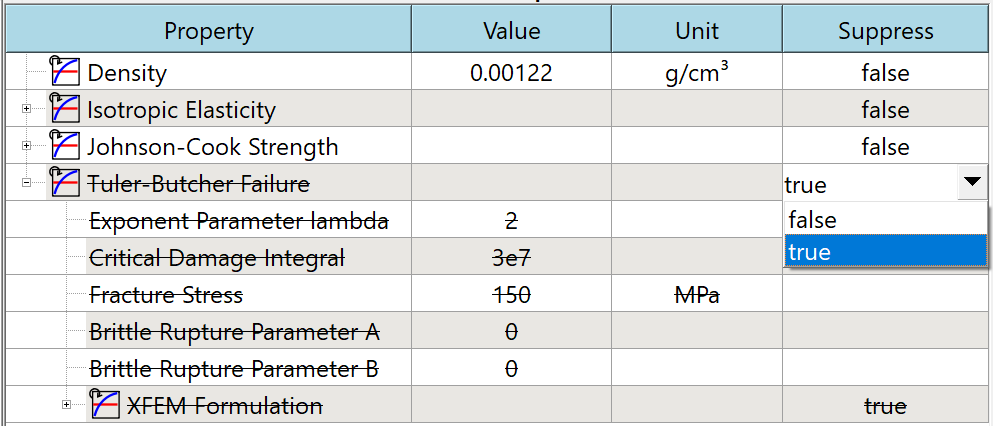 Property Value Unit Suppress
Density 0.00122 g/cm³ false
Isotropic Elasticity false
Johnson-Cook Strength false
Tuler-Butcher Failure true
Exponent Parameter lambda 2 false
Critical Damage Integral 3e7 true
Fracture Stress 150 MPa
Brittle Rupture Parameter A 0
Brittle Rupture Parameter B 0
XFEM Formulation true